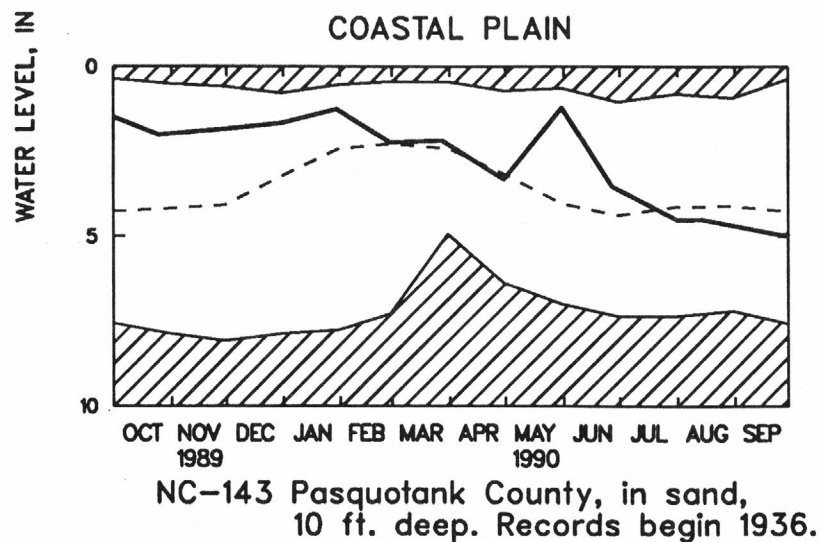 COASTAL PLAIN
WATER LEVEL, IN
0
5
10
OCT NOV DEC JAN FEB MAR APR MAY JUN JUL AUG SEP
1989 1990
NC-143 Pasquotank County, in sand,
10 ft. deep. Records begin 1936.